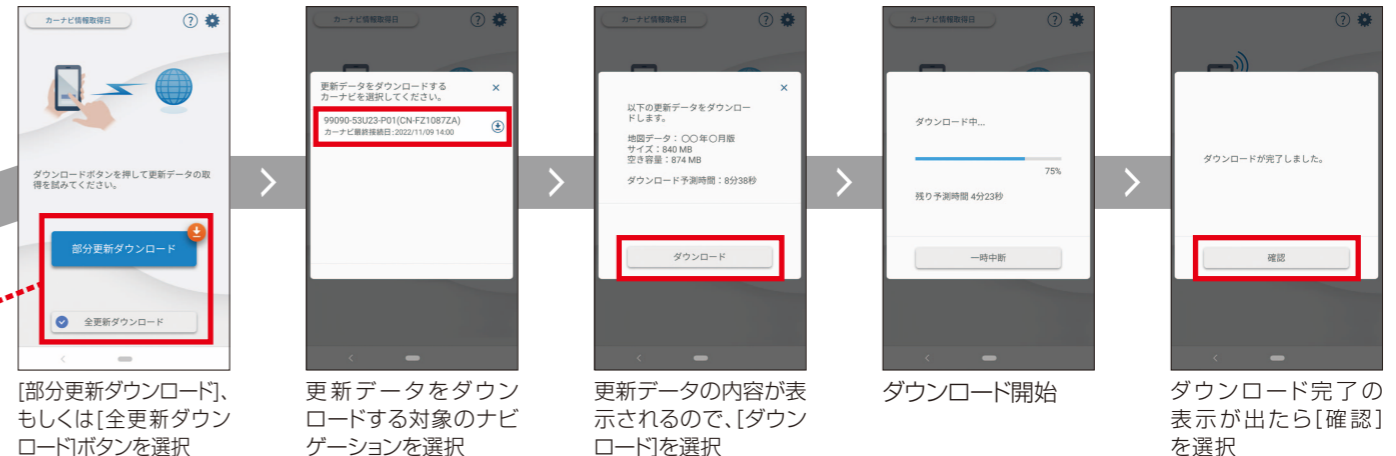 カーナビ情報取得日
?
ダウンロードボタンを押して更新データの取
得を試みてください。
部分更新ダウンロード
全更新ダウンロード
[部分更新ダウンロード]、
もしくは[全更新ダウン
ロード]ボタンを選択
カーナビ情報取得日
?
更新データをダウンロードする
カーナビを選択してください。
×
99090-53U23-P01(CN-FZ1087ZA)
カーナビ最終接続日:2022/11/09 14:00
更新データをダウン
ロードする対象のナビ
ゲーションを選択
カーナビ情報取得日
?
×
以下の更新データをダウンロー
ドします。
地図データ：〇〇年〇月版
サイズ：840 MB
空き容量：874 MB
ダウンロード予測時間：8分38秒
ダウンロード
更新データの内容が表
示されるので、[ダウン
ロード]を選択
カーナビ情報取得日
?
ダウンロード中...
75%
残り予測時間 4分23秒
一時中断
ダウンロード開始
?
ダウンロードが完了しました。
確認
ダウンロード完了の
表示が出たら[確認]
を選択